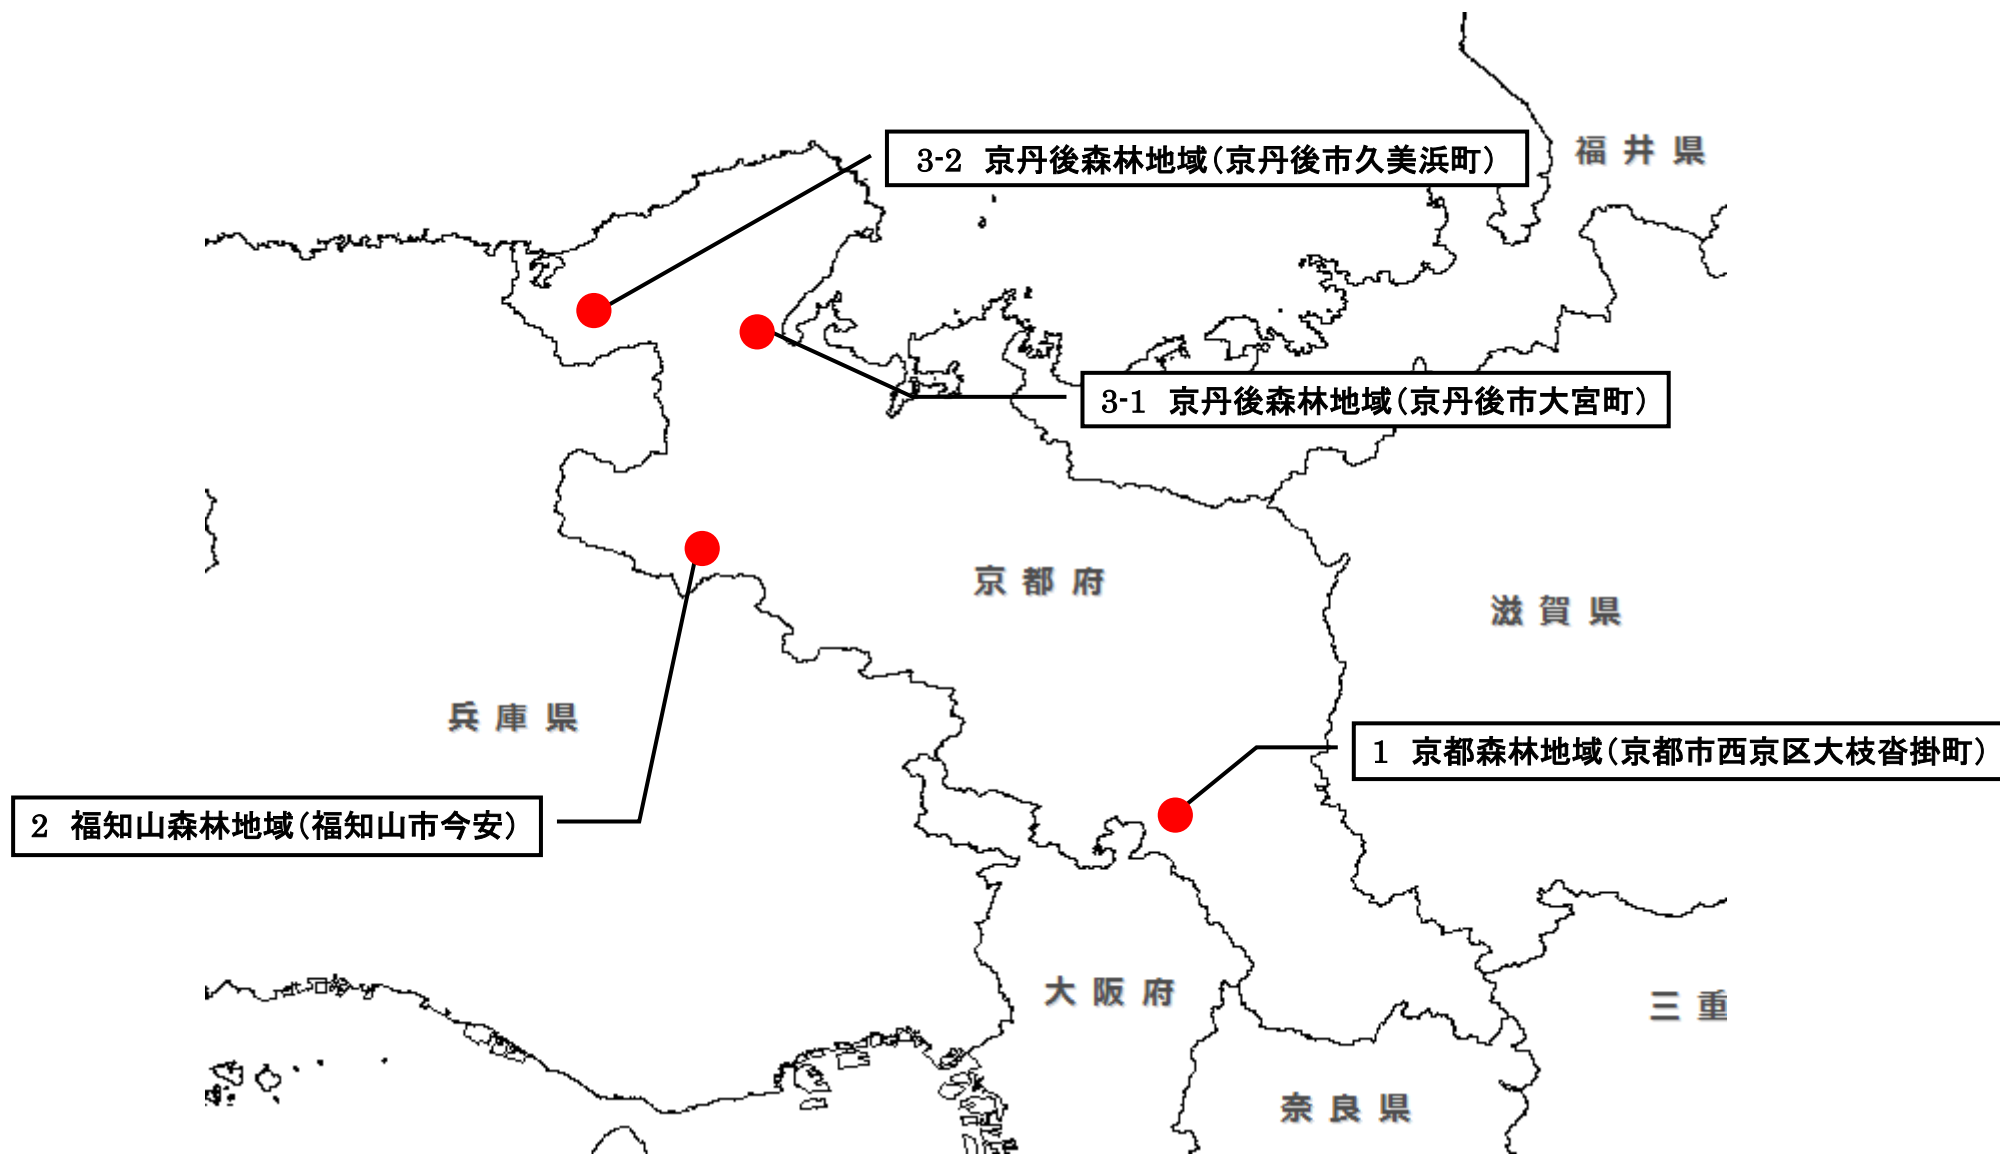 福井県
3-2 京丹後森林地域（京丹後市久美浜町）
3-1 京丹後森林地域（京丹後市大宮町）
京都府
滋賀県
兵庫県
1 京都森林地域（京都市西京区大枝沓掛町）
2 福知山森林地域（福知山市今安）
大阪府
三重
奈良県